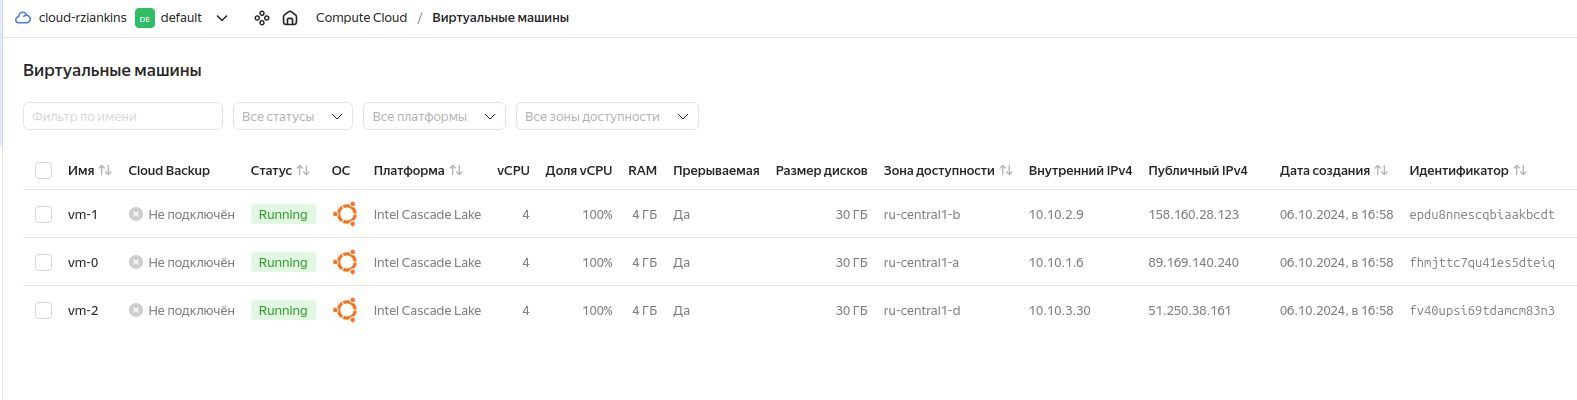 cloud-rziankins DE default Compute Cloud / Виртуальные машины
Виртуальные машины
Фильтр по имени Все статусы Все платформы Все зоны доступности
Имя Cloud Backup Статус ОС Платформа vCPU Доля vCPU RAM Прерываемая Размер дисков Зона доступности Внутренний IPv4 Публичный IPv4 Дата создания Идентификатор
vm-1 Не подключён Running Intel Cascade Lake 4 100% 4 ГБ Да 30 ГБ ru-central1-b 10.10.2.9 158.160.28.123 06.10.2024, в 16:58 epdu8nnescqbiaakbcdt
vm-0 Не подключён Running Intel Cascade Lake 4 100% 4 ГБ Да 30 ГБ ru-central1-a 10.10.1.6 89.169.140.240 06.10.2024, в 16:58 fhmjttc7qu41es5dteiq
vm-2 Не подключён Running Intel Cascade Lake 4 100% 4 ГБ Да 30 ГБ ru-central1-d 10.10.3.30 51.250.38.161 06.10.2024, в 16:58 fv40upsi69tdamcm83n3